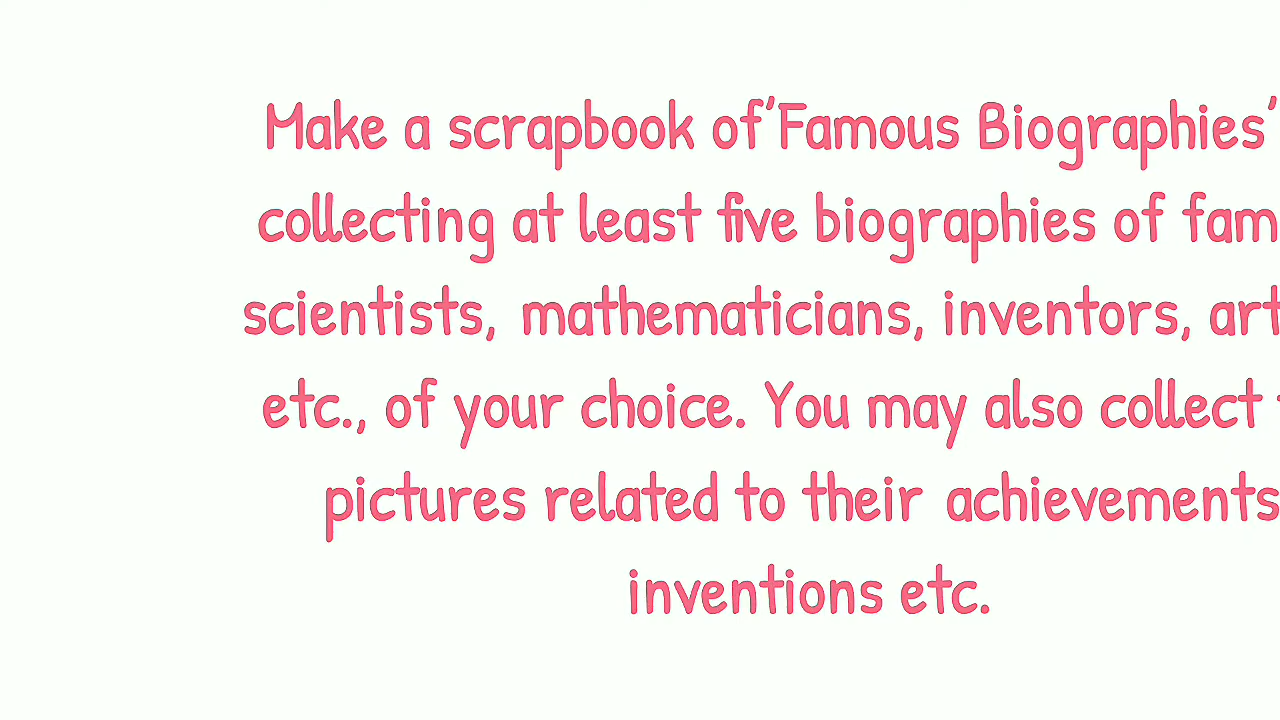 Make a scrapbook of 'Famous Biographies'
collecting at least five biographies of
scientists, mathematicians, inventors,
etc., of your choice. You may also collect
pictures related to their achievements
inventions etc.